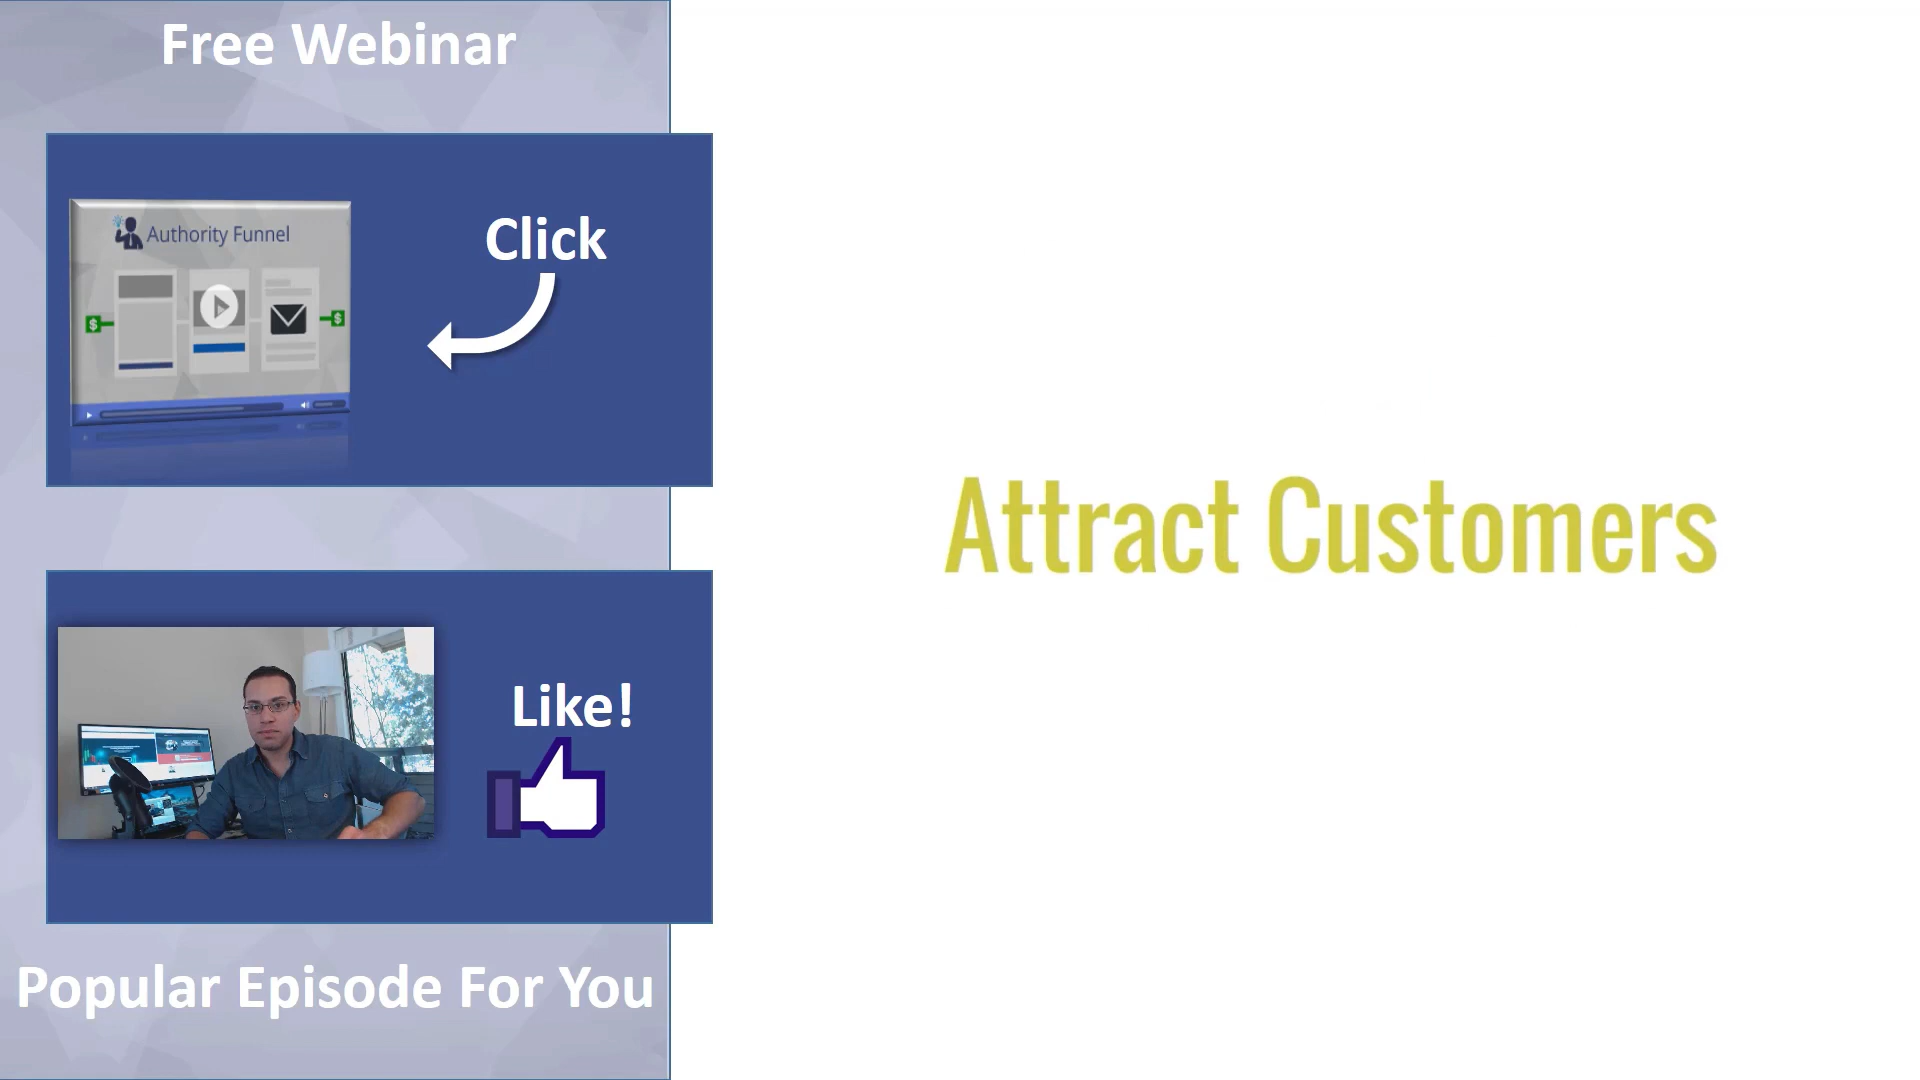 Free Webinar
Authority Funnel
$
$
Click
Like!
Popular Episode For You
Attract Customers